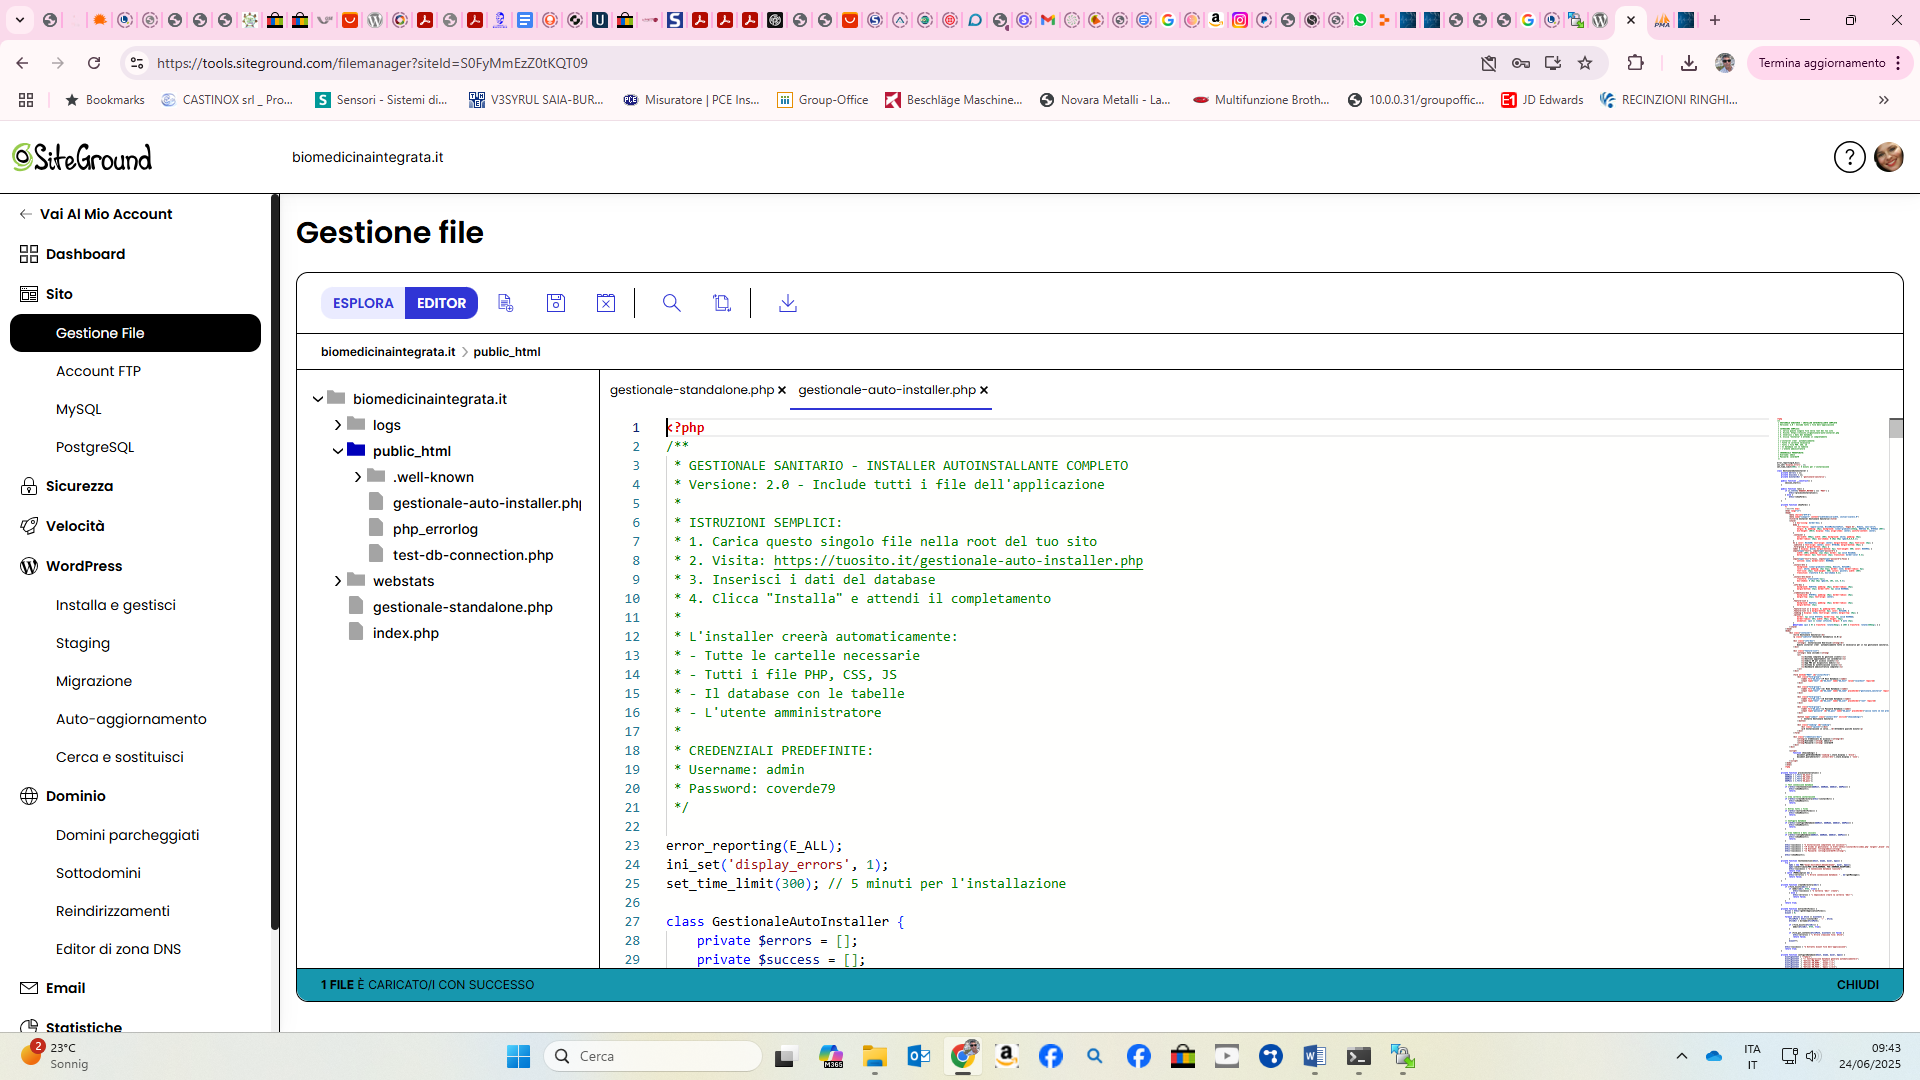 https://tools.siteground.com/filemanager?siteId=S0FyMmEzZ0tKQT09
Termina aggiornamento
Bookmarks
CASTINOX srl _ Pro...
Sensori - Sistemi di...
V3SYRUL SAIA-BUR...
Misuratore | PCE Ins...
Group-Office
Beschläge Maschine...
Novara Metalli - La...
Multifunzione Broth...
10.0.0.31/groupoffic...
JD Edwards
RECINZIONI RINGHI...
SiteGround
biomedicinaintegrata.it
?
Vai Al Mio Account
Dashboard
Sito
Gestione File
Account FTP
MySQL
PostgreSQL
Sicurezza
Velocità
WordPress
Installa e gestisci
Staging
Migrazione
Auto-aggiornamento
Cerca e sostituisci
Dominio
Domini parcheggiati
Sottodomini
Reindirizzamenti
Editor di zona DNS
Email
Statistiche
Gestione file
ESPLORA
EDITOR
biomedicinaintegrata.it > public_html
biomedicinaintegrata.it
logs
public_html
.well-known
gestionale-auto-installer.php
php_errorlog
test-db-connection.php
webstats
gestionale-standalone.php
index.php
gestionale-standalone.php
gestionale-auto-installer.php
1 <?php
2 /**
3 * GESTIONALE SANITARIO - INSTALLER AUTOINSTALLANTE COMPLETO
4 * Versione: 2.0 - Include tutti i file dell'applicazione
5 *
6 * ISTRUZIONI SEMPLICI:
7 * 1. Carica questo singolo file nella root del tuo sito
8 * 2. Visita: https://tuosito.it/gestionale-auto-installer.php
9 * 3. Inserisci i dati del database
10 * 4. Clicca "Installa" e attendi il completamento
11 *
12 * L'installer creerà automaticamente:
13 * - Tutte le cartelle necessarie
14 * - Tutti i file PHP, CSS, JS
15 * - Il database con le tabelle
16 * - L'utente amministratore
17 *
18 * CREDENZIALI PREDEFINITE:
19 * Username: admin
20 * Password: coverde79
21 */
22
23 error_reporting(E_ALL);
24 ini_set('display_errors', 1);
25 set_time_limit(300); // 5 minuti per l'installazione
26
27 class GestionaleAutoInstaller {
28 private $errors = [];
29 private $success = [];
1 FILE È CARICATO/I CON SUCCESSO
CHIUDI
2
23°C
Sonnig
Cerca
ITA
IT
09:43
24/06/2025